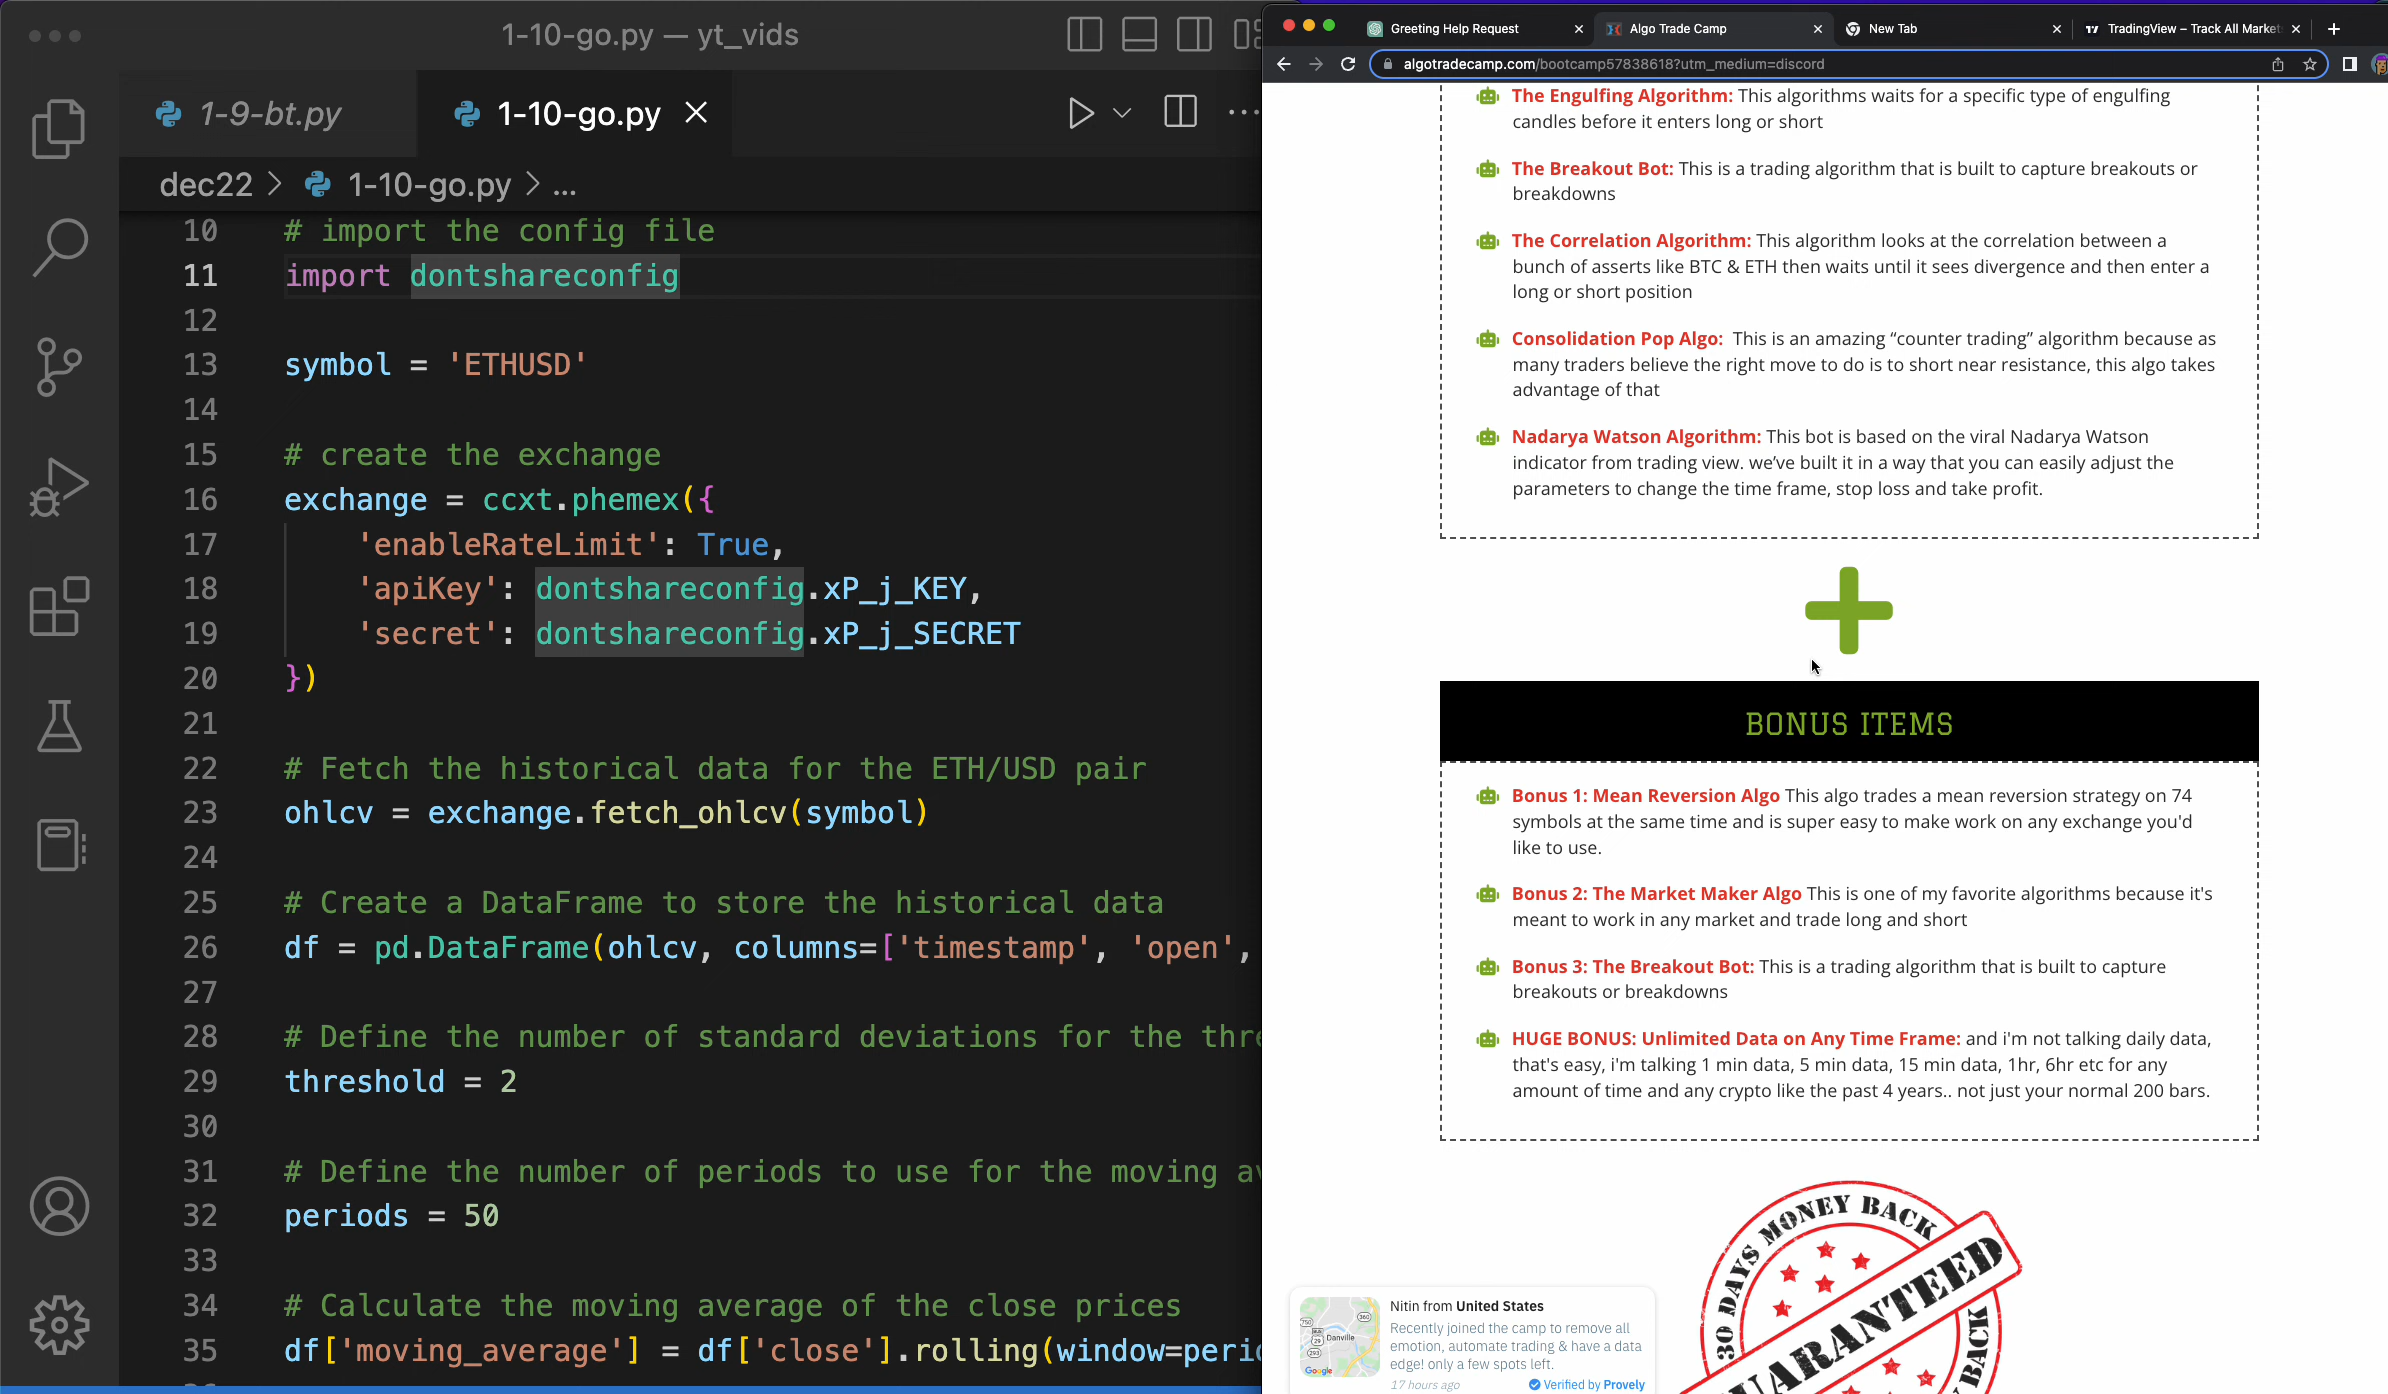 1-10-go.py — yt_vids
1-9-bt.py
1-10-go.py
dec22 > 1-10-go.py > ...
10 # import the config file
11 import dontshareconfig
12
13 symbol = 'ETHUSD'
14
15 # create the exchange
16 exchange = ccxt.phemex({
17 'enableRateLimit': True,
18 'apiKey': dontshareconfig.xP_j_KEY,
19 'secret': dontshareconfig.xP_j_SECRET
20 })
21
22 # Fetch the historical data for the ETH/USD pair
23 ohlcv = exchange.fetch_ohlcv(symbol)
24
25 # Create a DataFrame to store the historical data
26 df = pd.DataFrame(ohlcv, columns=['timestamp', 'open',
27
28 # Define the number of standard deviations for the thre
29 threshold = 2
30
31 # Define the number of periods to use for the moving av
32 periods = 50
33
34 # Calculate the moving average of the close prices
35 df['moving_average'] = df['close'].rolling(window=perio
Greeting Help Request
Algo Trade Camp
New Tab
TradingView – Track All Market
algotradecamp.com/bootcamp57838618?utm_medium=discord
The Engulfing Algorithm: This algorithms waits for a specific type of engulfing
candles before it enters long or short
The Breakout Bot: This is a trading algorithm that is built to capture breakouts or
breakdowns
The Correlation Algorithm: This algorithm looks at the correlation between a
bunch of asserts like BTC & ETH then waits until it sees divergence and then enter a
long or short position
Consolidation Pop Algo: This is an amazing “counter trading” algorithm because as
many traders believe the right move to do is to short near resistance, this algo takes
advantage of that
Nadarya Watson Algorithm: This bot is based on the viral Nadarya Watson
indicator from trading view. we’ve built it in a way that you can easily adjust the
parameters to change the time frame, stop loss and take profit.
BONUS ITEMS
Bonus 1: Mean Reversion Algo This algo trades a mean reversion strategy on 74
symbols at the same time and is super easy to make work on any exchange you'd
like to use.
Bonus 2: The Market Maker Algo This is one of my favorite algorithms because it's
meant to work in any market and trade long and short
Bonus 3: The Breakout Bot: This is a trading algorithm that is built to capture
breakouts or breakdowns
HUGE BONUS: Unlimited Data on Any Time Frame: and i'm not talking daily data,
that's easy, i'm talking 1 min data, 5 min data, 15 min data, 1hr, 6hr etc for any
amount of time and any crypto like the past 4 years.. not just your normal 200 bars.
30 DAYS MONEY BACK
UARANTEED
BACK
Danville
Google
Nitin from United States
Recently joined the camp to remove all
emotion, automate trading & have a data
edge! only a few spots left.
17 hours ago
Verified by Provely